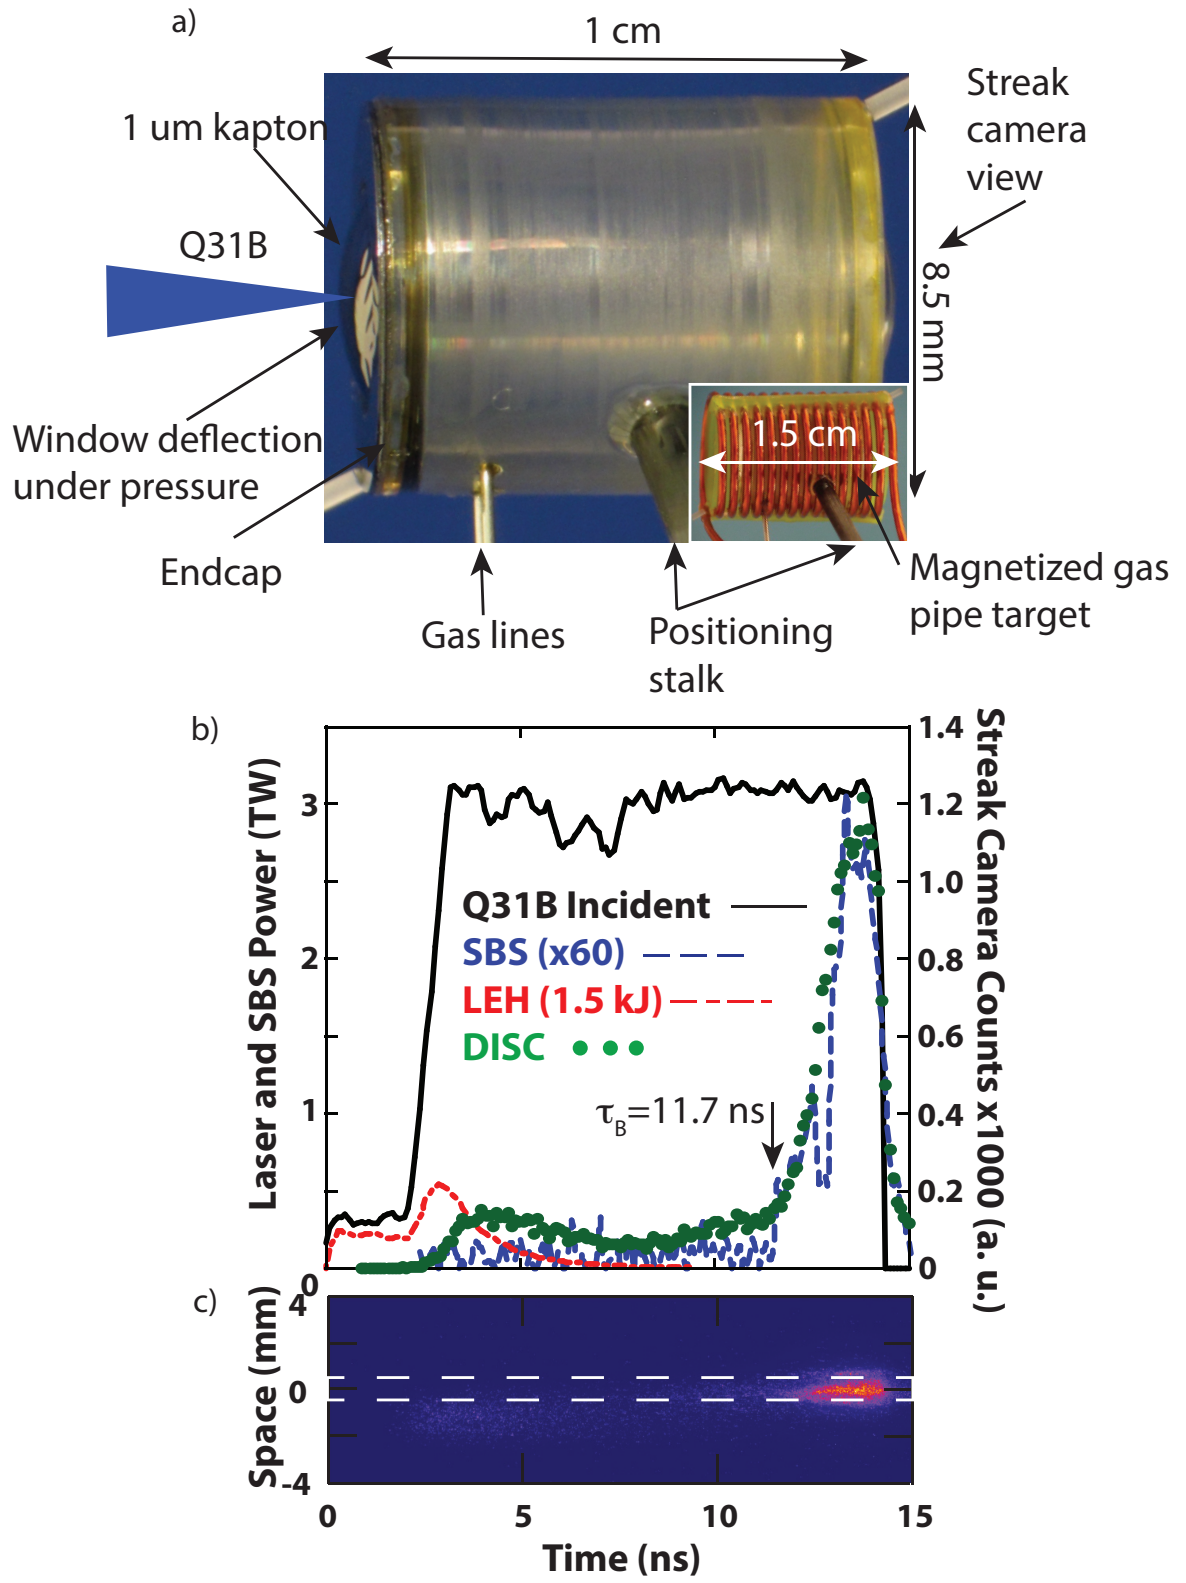 a)
1 cm
Streak
camera
view
1 um kapton
Q31B
8.5 mm
Window deflection
under pressure
1.5 cm
Endcap
Gas lines
Positioning
stalk
Magnetized gas
pipe target
b)
Laser and SBS Power (TW)
3
2
1
0
Q31B Incident
SBS (x60)
LEH (1.5 kJ)
DISC
τB=11.7 ns
1.4
1.2
1.0
0.8
0.6
0.4
0.2
0
Streak Camera Counts x1000 (a. u.)
c)
Space (mm)
4
0
-4
0
5
10
15
Time (ns)